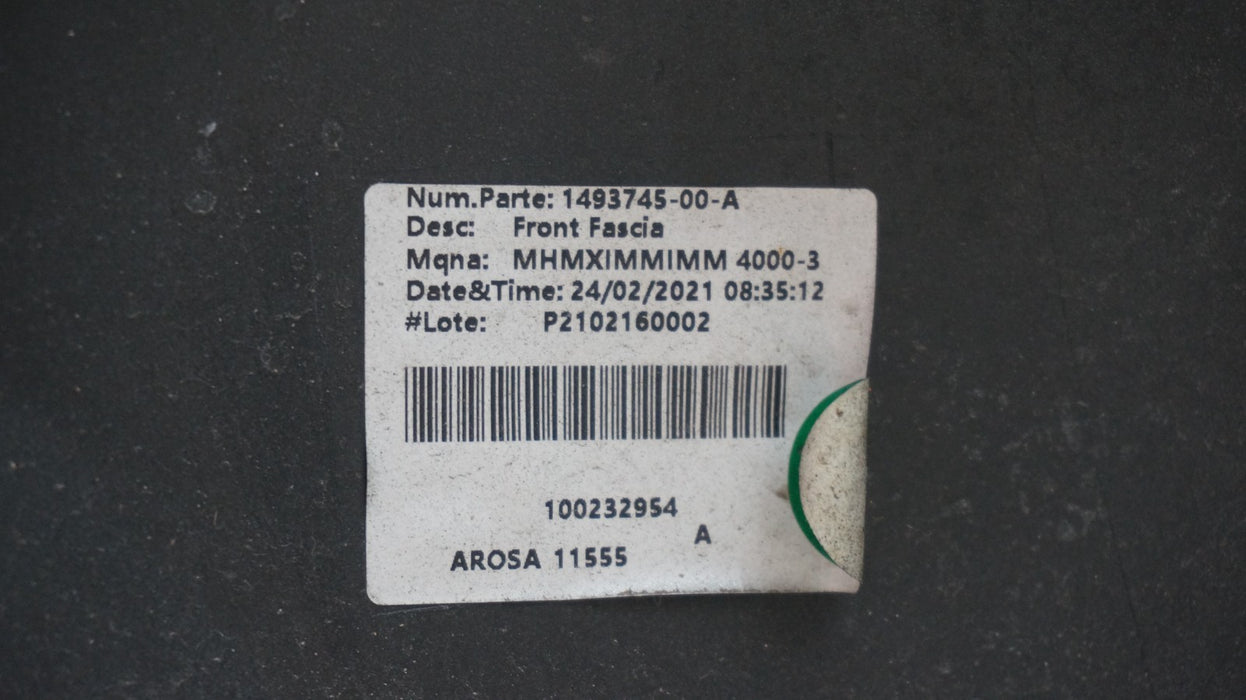 Num.Parte: 1493745-00-A
Desc: Front Fascia
Mqna: MHMXIMMIMM 4000-3
Date&Time: 24/02/2021 08:35:12
#Lote: P2102160002
100232954
A
AROSA 11555